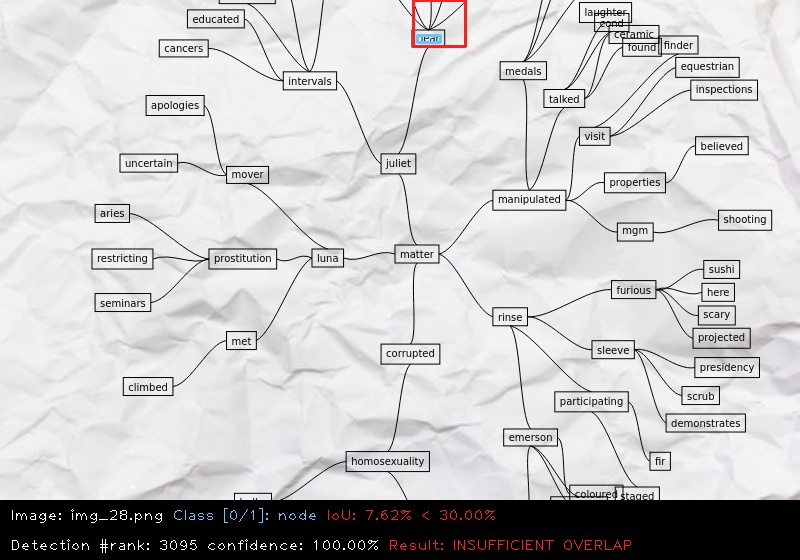 laughter
cond
educated
ceramic
fear
found
finder
cancers
equestrian
medals
intervals
inspections
talked
apologies
visit
believed
uncertain
juliet
mover
properties
manipulated
aries
shooting
mgm
matter
restricting
prostitution
luna
sushi
furious
here
seminars
scary
rinse
projected
met
sleeve
corrupted
presidency
climbed
scrub
participating
demonstrates
emerson
homosexuality
fir
coloured
staged
Image: img_28.png Class [0/1]: node IoU: 7.62% < 30.00%
Detection #rank: 3095 confidence: 100.00% Result: INSUFFICIENT OVERLAP